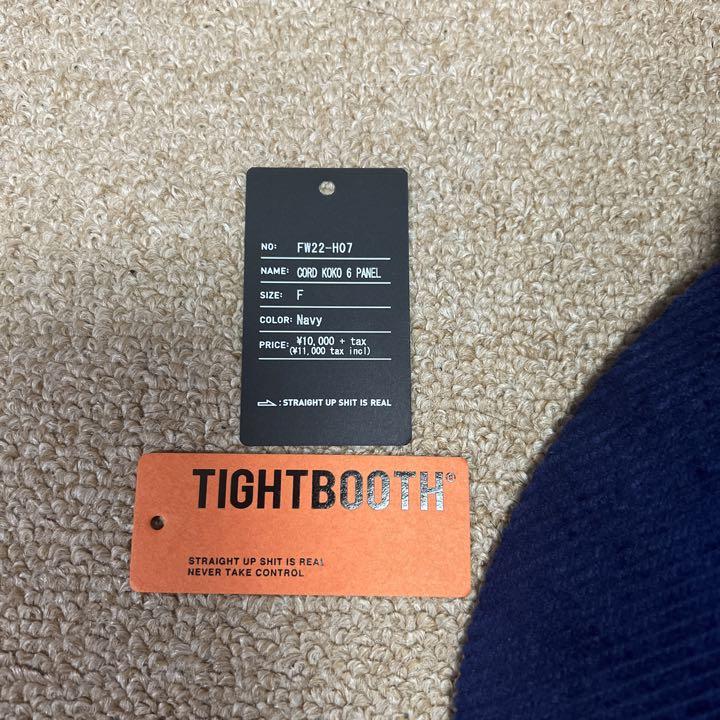 NO: FW22-H07
NAME: CORD KOKO 6 PANEL
SIZE: F
COLOR: Navy
PRICE: ¥10,000 + tax
(¥11,000 tax incl)
: STRAIGHT UP SHIT IS REAL
TIGHTBOOTH®
STRAIGHT UP SHIT IS REAL
NEVER TAKE CONTROL